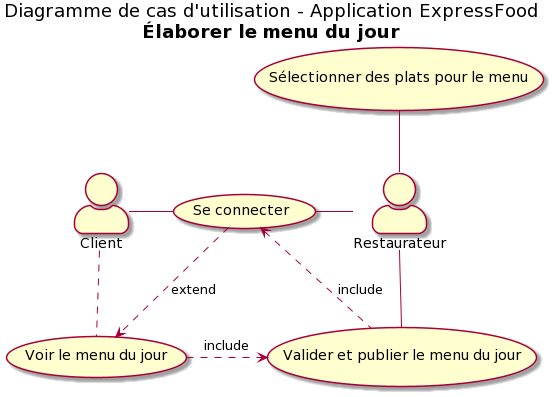 Diagramme de cas d'utilisation - Application ExpressFood
Élaborer le menu du jour
Sélectionner des plats pour le menu
Se connecter
Client
Restaurateur
extend
include
include
Voir le menu du jour
Valider et publier le menu du jour